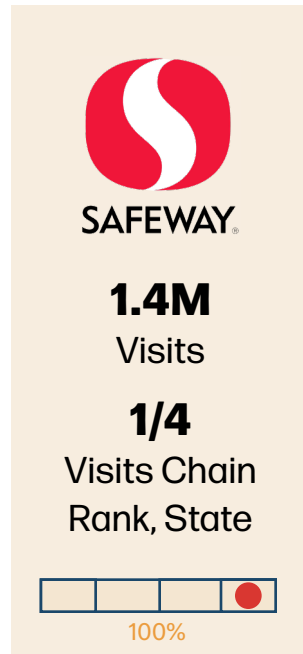 SAFEWAY®
1.4M
Visits
1/4
Visits Chain
Rank, State
100%